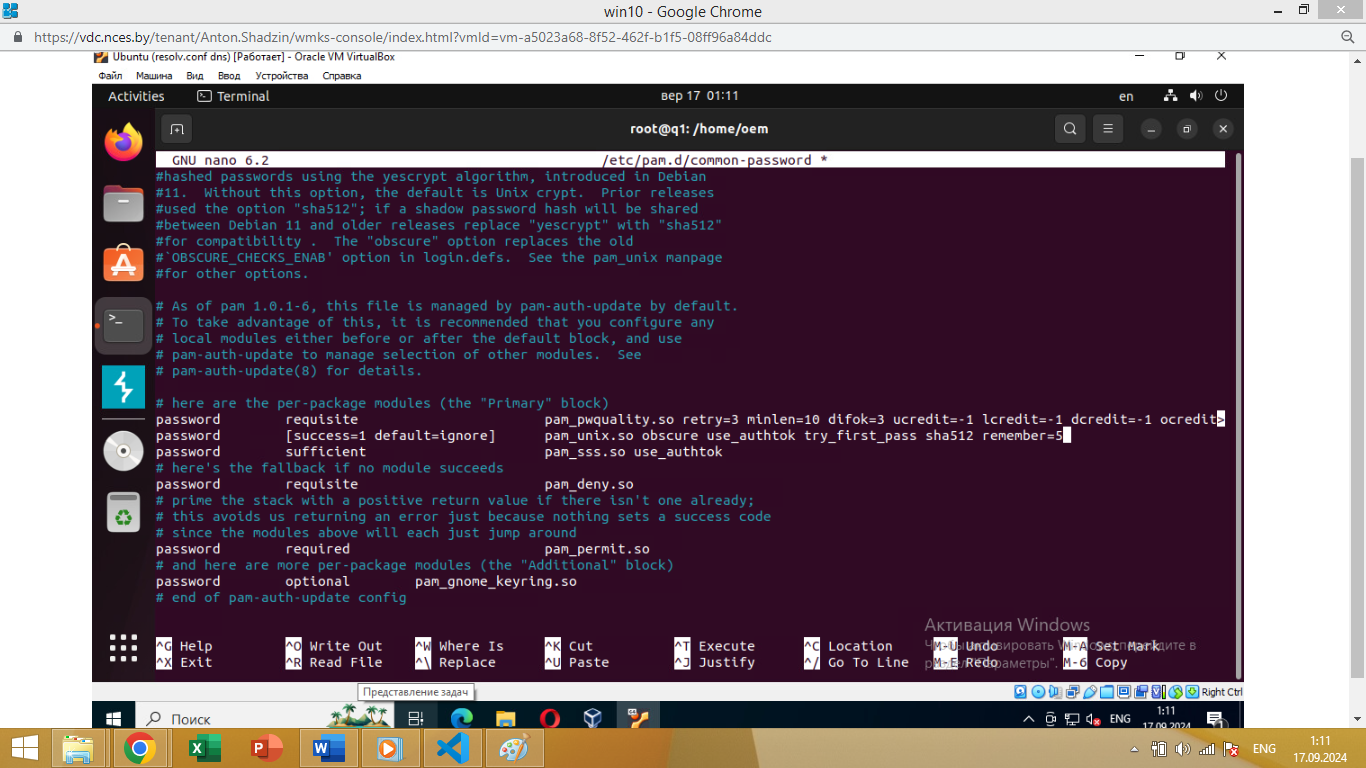 win10 - Google Chrome
https://vdc.nces.by/tenant/Anton.Shadzin/wmks-console/index.html?vmId=vm-a5023a68-8f52-462f-b1f5-08ff96a84ddc
Ubuntu (resolv.conf dns) [Работает] - Oracle VM VirtualBox
Файл Машина Вид Ввод Устройства Справка
Activities Terminal вер 17 01:11 en
root@q1: /home/oem
GNU nano 6.2 /etc/pam.d/common-password *
#hashed passwords using the yescrypt algorithm, introduced in Debian
#11. Without this option, the default is Unix crypt. Prior releases
#used the option "sha512"; if a shadow password hash will be shared
#between Debian 11 and older releases replace "yescrypt" with "sha512"
#for compatibility . The "obscure" option replaces the old
#`OBSCURE_CHECKS_ENAB' option in login.defs. See the pam_unix manpage
#for other options.
# As of pam 1.0.1-6, this file is managed by pam-auth-update by default.
# To take advantage of this, it is recommended that you configure any
# local modules either before or after the default block, and use
# pam-auth-update to manage selection of other modules. See
# pam-auth-update(8) for details.
# here are the per-package modules (the "Primary" block)
password requisite pam_pwquality.so retry=3 minlen=10 difok=3 ucredit=-1 lcredit=-1 dcredit=-1 ocredit>
password [success=1 default=ignore] pam_unix.so obscure use_authtok try_first_pass sha512 remember=5
password sufficient pam_sss.so use_authtok
# here's the fallback if no module succeeds
password requisite pam_deny.so
# prime the stack with a positive return value if there isn't one already;
# this avoids us returning an error just because nothing sets a success code
# since the modules above will each just jump around
password required pam_permit.so
# and here are more per-package modules (the "Additional" block)
password optional pam_gnome_keyring.so
# end of pam-auth-update config
Активация Windows
^G Help ^O Write Out ^W Where Is ^K Cut ^T Execute ^C Location M-U Undo M-A Set Mark
^X Exit ^R Read File ^\ Replace ^U Paste ^J Justify ^/ Go To Line M-E Redo M-6 Copy
раздел "Параметры".
Представление задач
Right Ctrl
Поиск
ENG 1:11
17.09.2024
ENG 1:11
17.09.2024